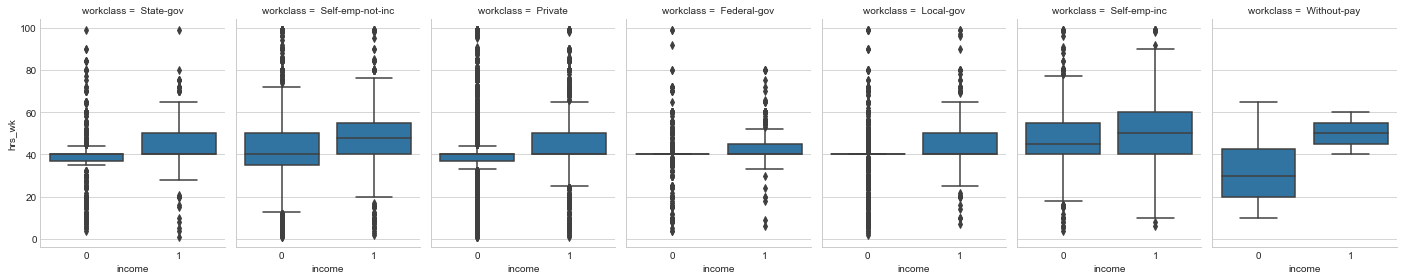 workclass = State-gov
workclass = Self-emp-not-inc
workclass = Private
workclass = Federal-gov
workclass = Local-gov
workclass = Self-emp-inc
workclass = Without-pay
hrs_wk
100
80
60
40
20
0
0 1
0 1
0 1
0 1
0 1
0 1
0 1
income
income
income
income
income
income
income